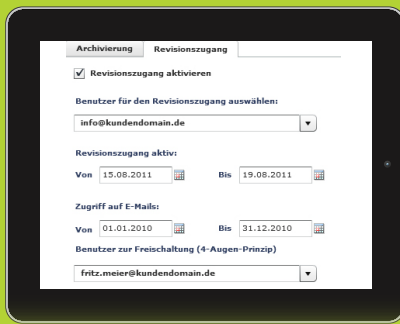 Archivierung Revisionszugang
Revisionszugang aktivieren
Benutzer für den Revisionszugang auswählen:
info@kundendomain.de
Revisionszugang aktiv:
Von 15.08.2011 Bis 19.08.2011
Zugriff auf E-Mails:
Von 01.01.2010 Bis 31.12.2010
Benutzer zur Freischaltung (4-Augen-Prinzip)
fritz.meier@kundendomain.de